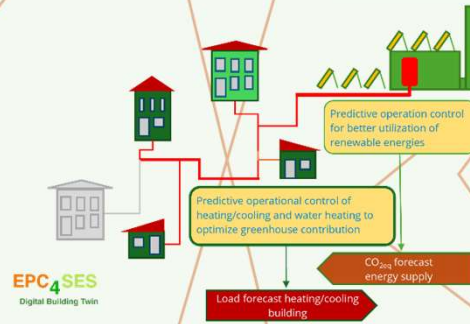 Predictive operation control
for better utilization of
renewable energies
Predictive operational control of
heating/cooling and water heating to
optimize greenhouse contribution
CO2eq forecast
energy supply
Load forecast heating/cooling
building
EPC4SES
Digital Building Twin